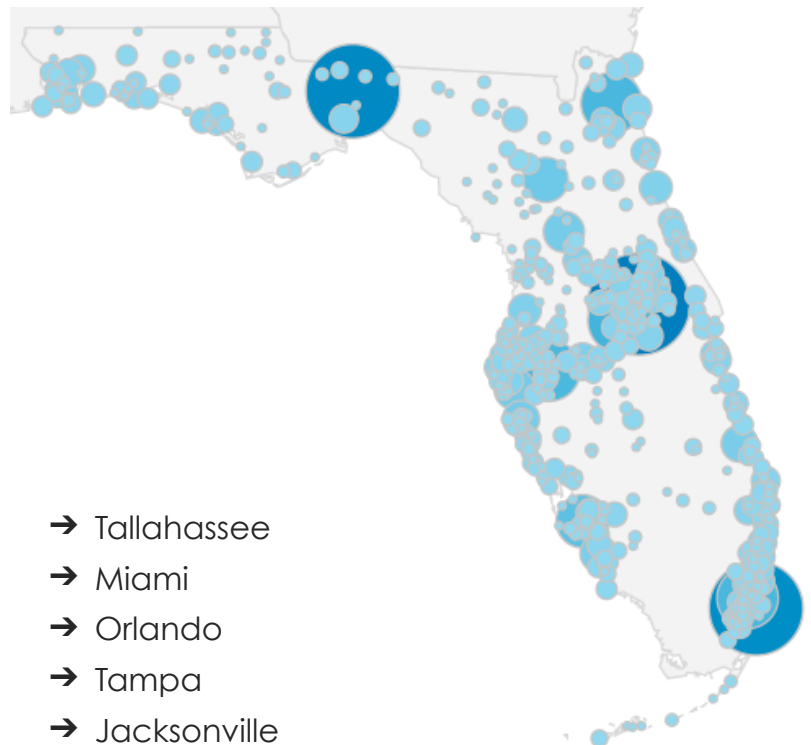 ➔ Tallahassee
➔ Miami
➔ Orlando
➔ Tampa
➔ Jacksonville